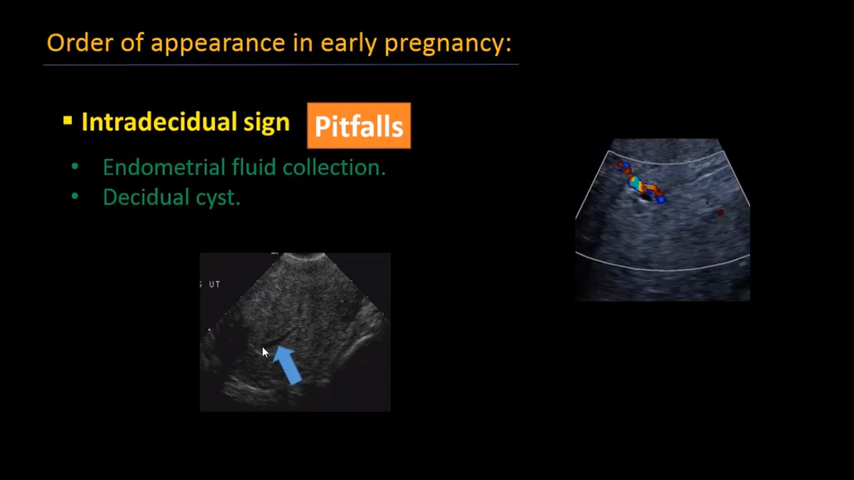 Order of appearance in early pregnancy:
Intradecidual sign Pitfalls
• Endometrial fluid collection.
• Decidual cyst.
S UT